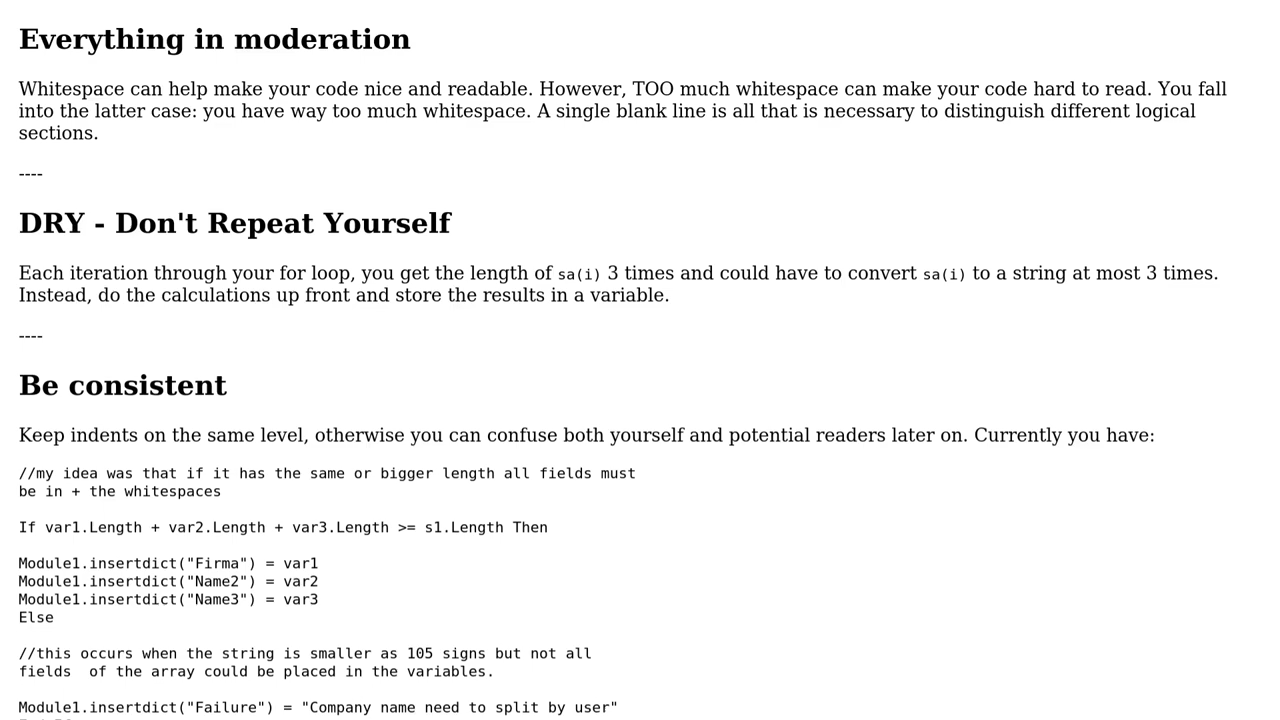 Everything in moderation
Whitespace can help make your code nice and readable. However, TOO much whitespace can make your code hard to read. You fall
into the latter case: you have way too much whitespace. A single blank line is all that is necessary to distinguish different logical
sections.
----
DRY - Don't Repeat Yourself
Each iteration through your for loop, you get the length of sa(i) 3 times and could have to convert sa(i) to a string at most 3 times.
Instead, do the calculations up front and store the results in a variable.
----
Be consistent
Keep indents on the same level, otherwise you can confuse both yourself and potential readers later on. Currently you have:
//my idea was that if it has the same or bigger length all fields must
be in + the whitespaces
If var1.Length + var2.Length + var3.Length >= s1.Length Then
Module1.insertdict("Firma") = var1
Module1.insertdict("Name2") = var2
Module1.insertdict("Name3") = var3
Else
//this occurs when the string is smaller as 105 signs but not all
fields  of the array could be placed in the variables.
Module1.insertdict("Failure") = "Company name need to split by user"